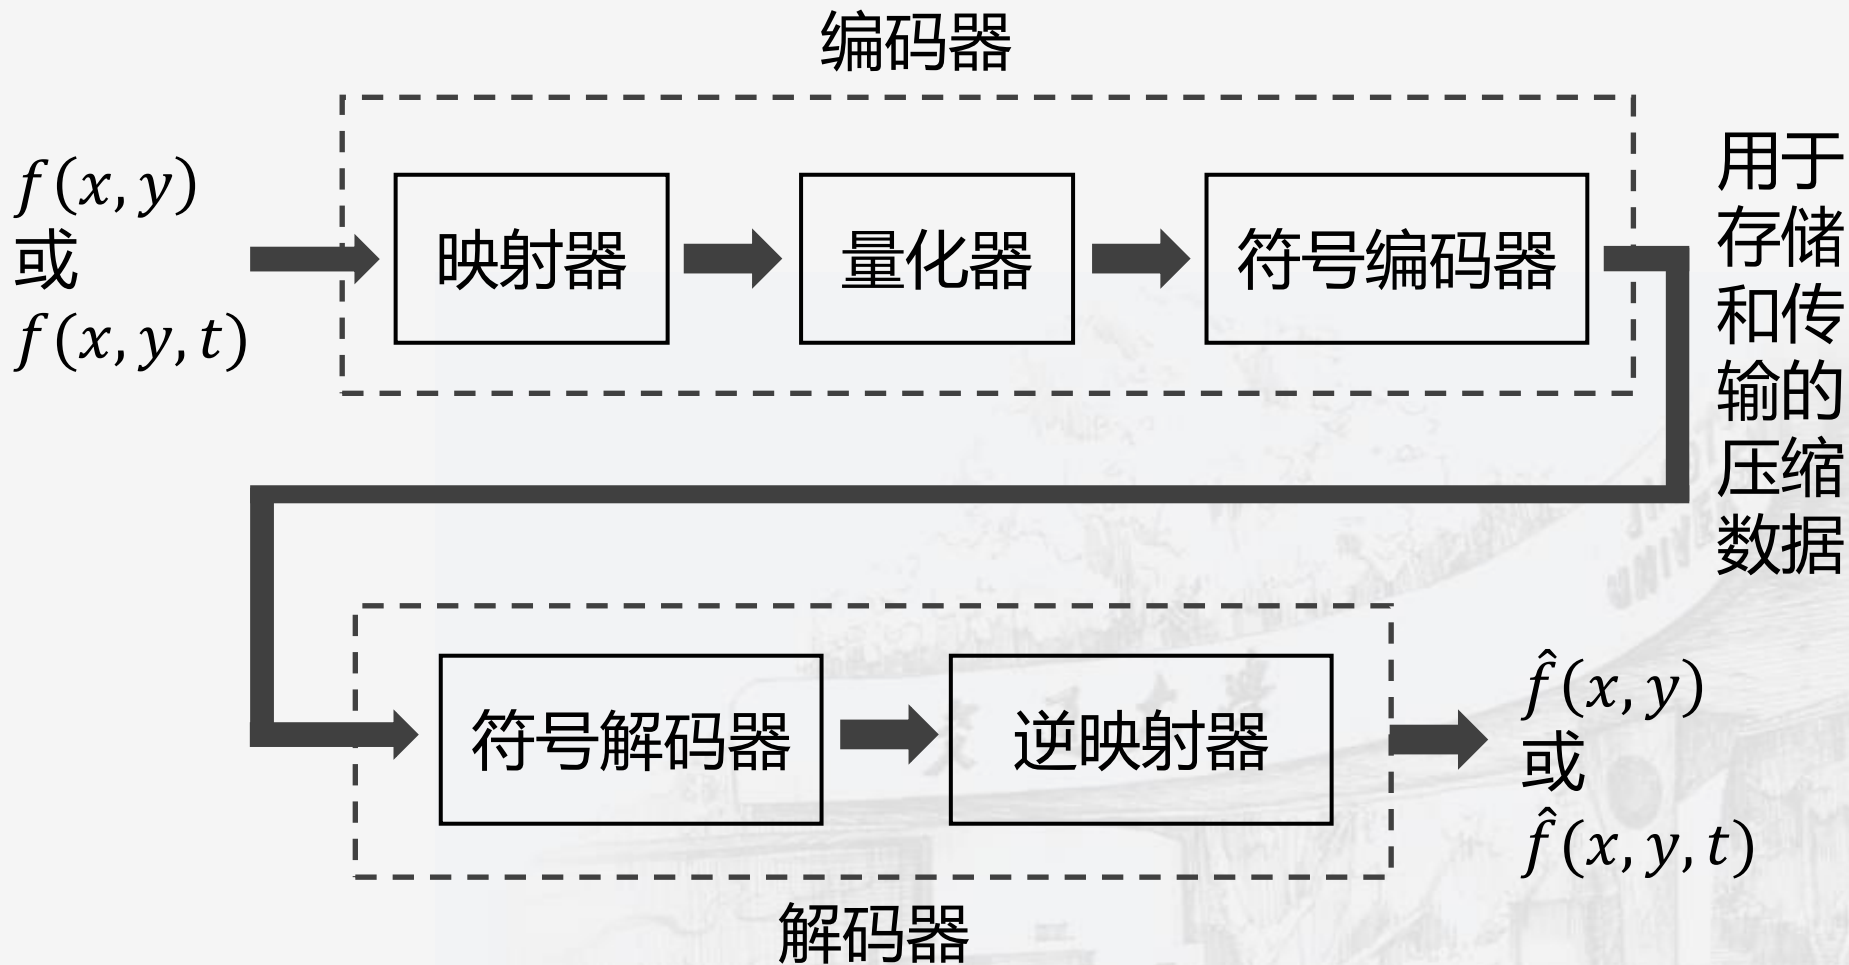 编码器
f(x,y)
或
f(x,y,t)
映射器
量化器
符号编码器
用于
存储
和传
输的
压缩
数据
符号解码器
逆映射器
f̂(x,y)
或
f̂(x,y,t)
解码器